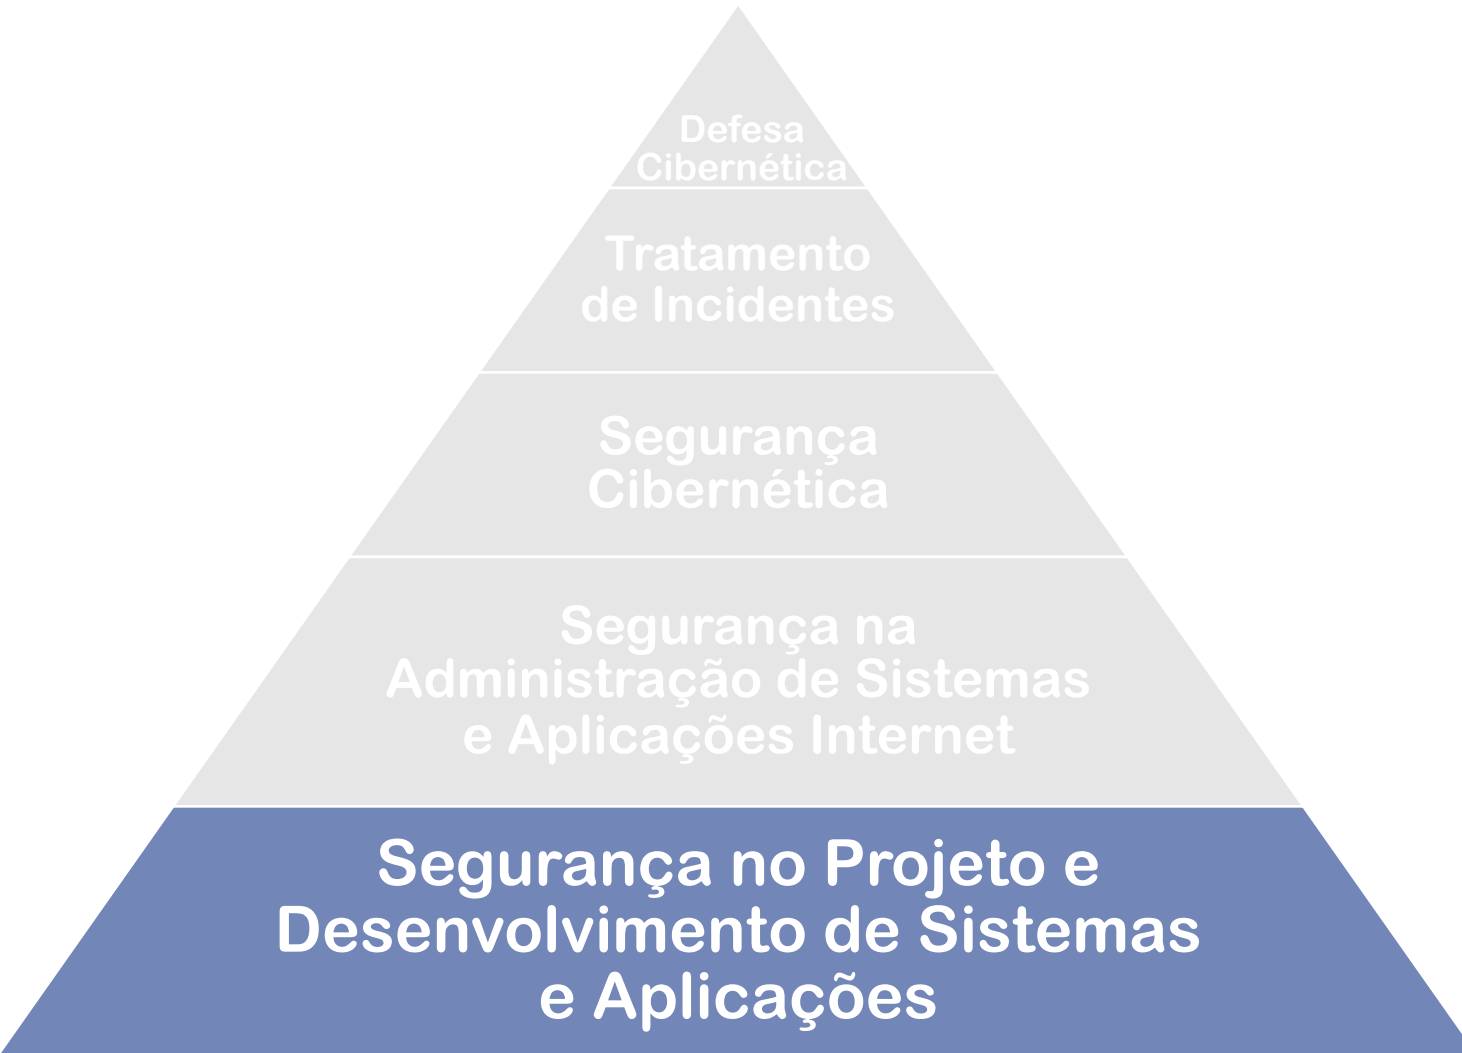 Defesa
Cibernética
Tratamento
de Incidentes
Segurança
Cibernética
Segurança na
Administração de Sistemas
e Aplicações Internet
Segurança no Projeto e
Desenvolvimento de Sistemas
e Aplicações